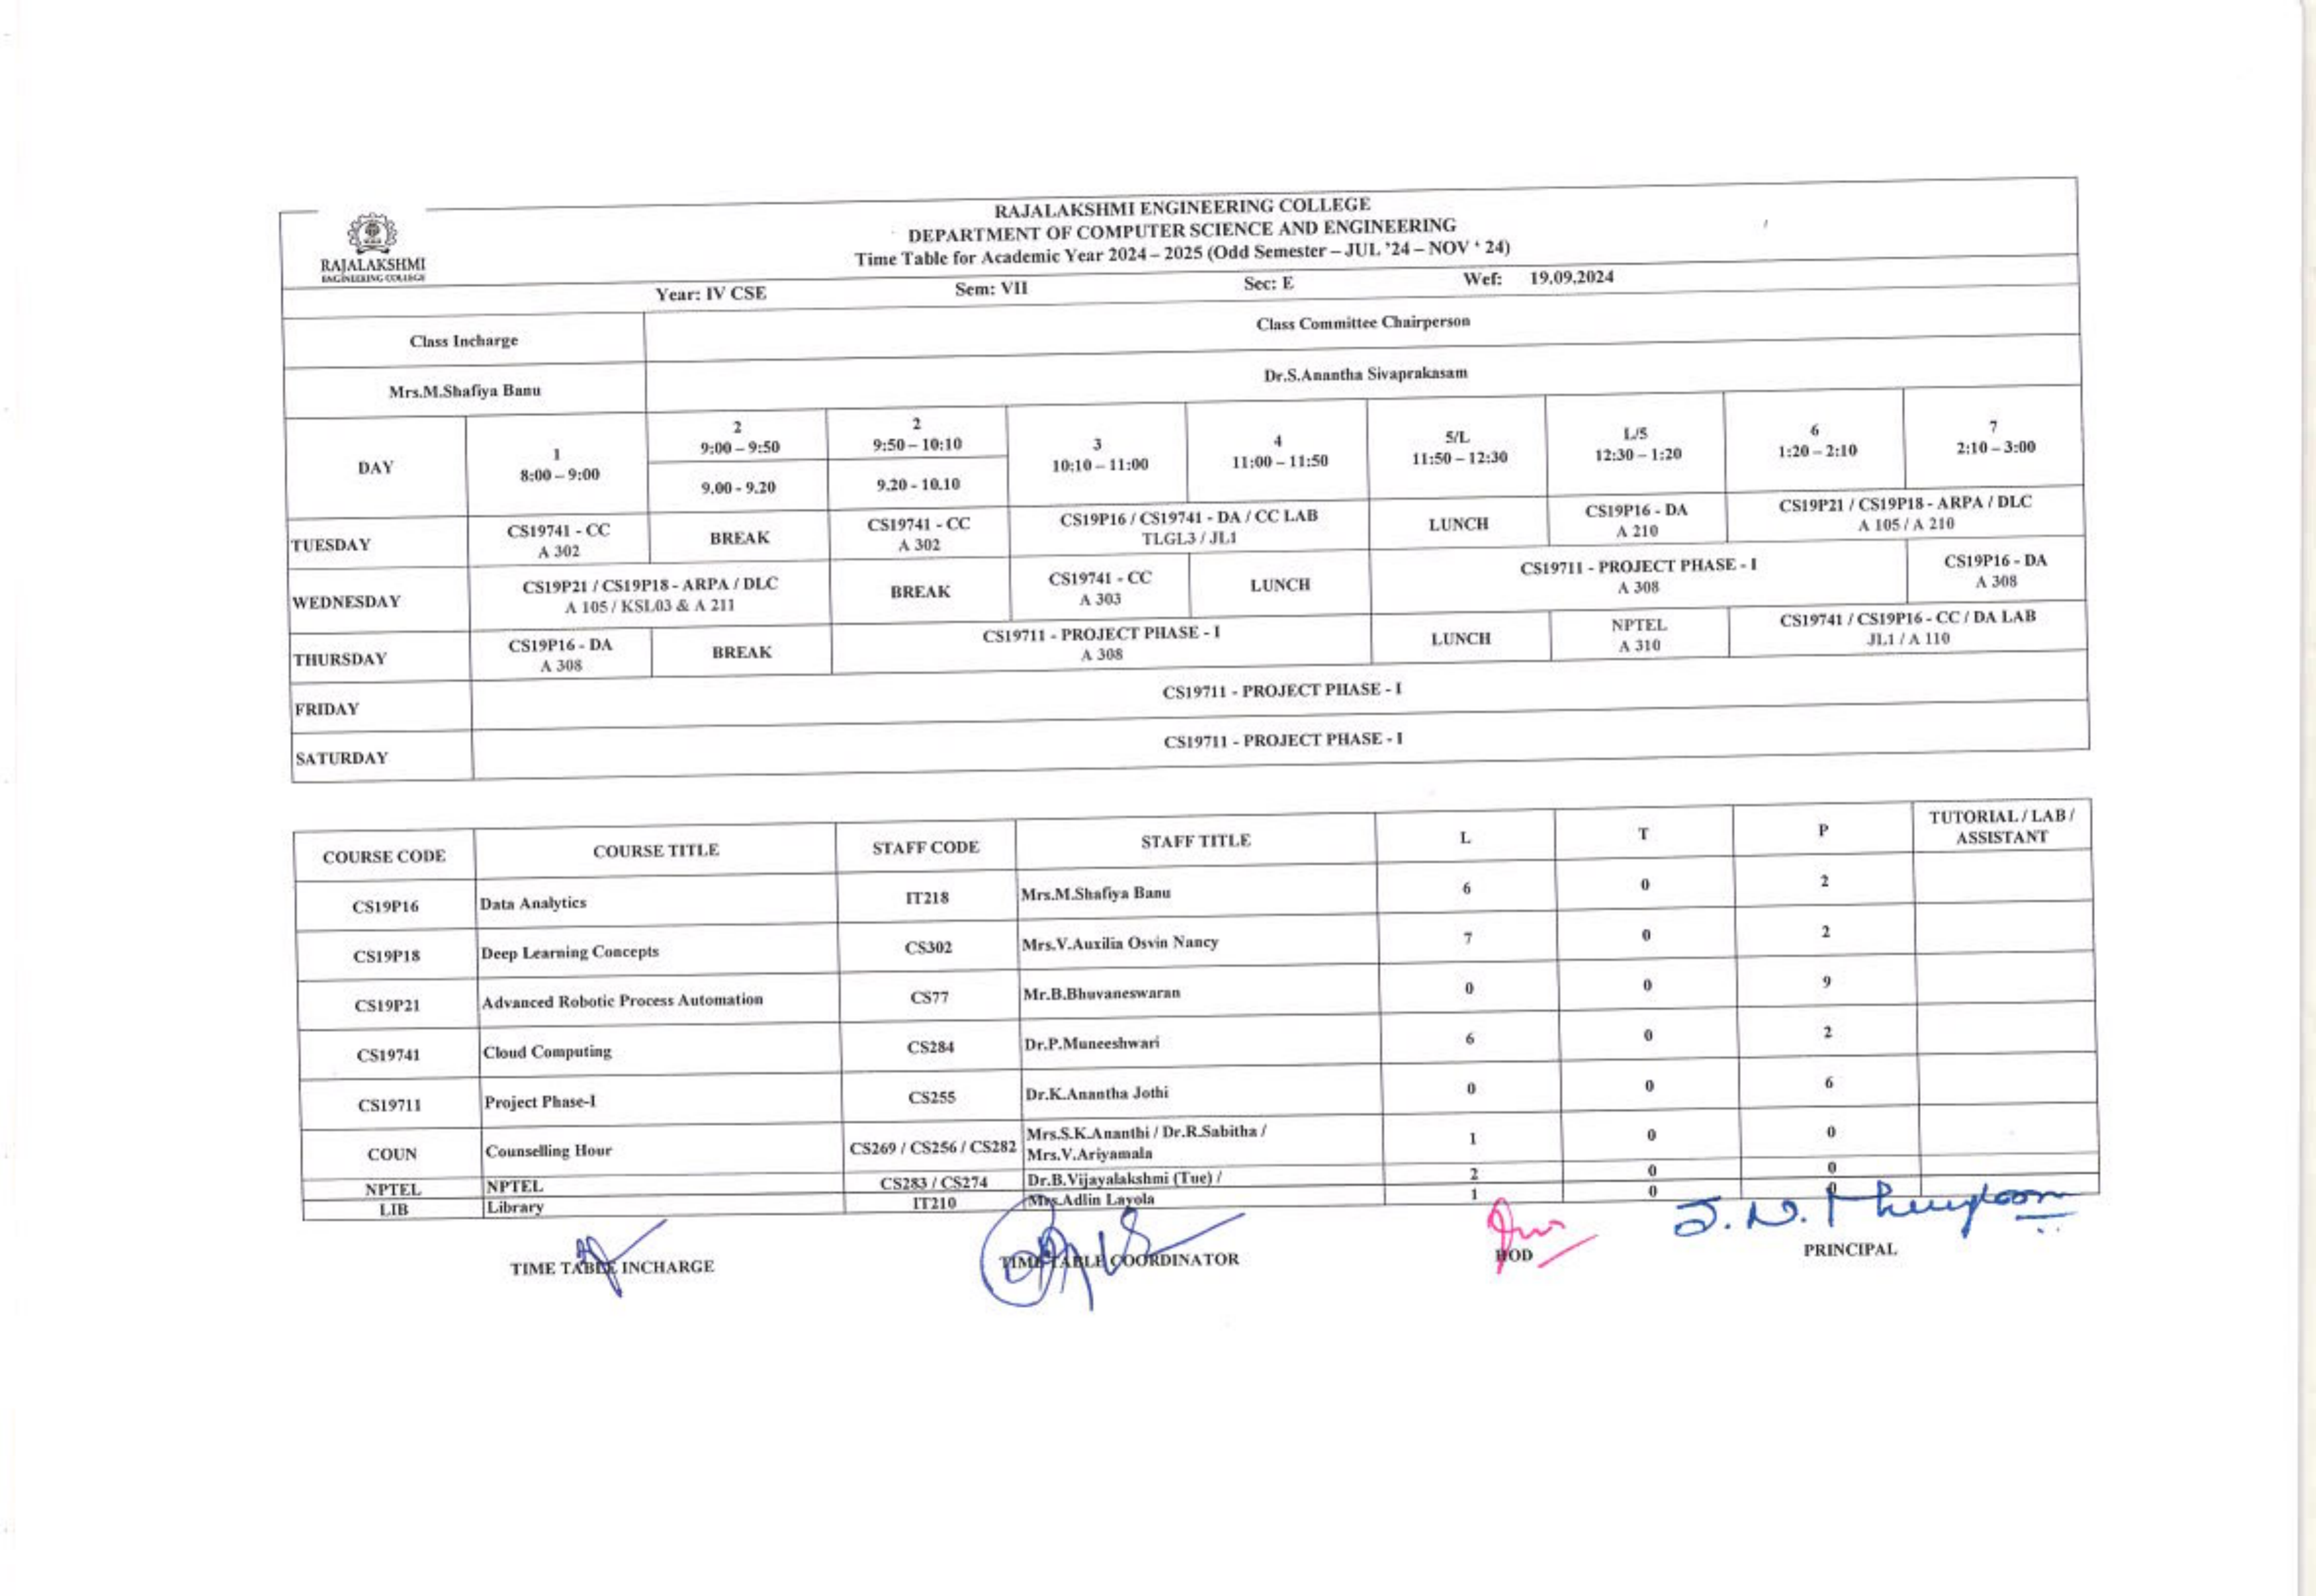 RAJALAKSHMI
ENGINEERING COLLEGE
RAJALAKSHMI ENGINEERING COLLEGE
DEPARTMENT OF COMPUTER SCIENCE AND ENGINEERING
Time Table for Academic Year 2024 – 2025 (Odd Semester – JUL '24 – NOV ' 24)
Year: IV CSE Sem: VII Sec: E Wef: 19.09.2024
Class Incharge Class Committee Chairperson
Mrs.M.Shafiya Banu Dr.S.Anantha Sivaprakasam
DAY
1
8:00 – 9:00
2
9:00 – 9:50
9.00 - 9.20
2
9:50 – 10:10
9.20 - 10.10
3
10:10 – 11:00
4
11:00 – 11:50
5/L
11:50 – 12:30
L/5
12:30 – 1:20
6
1:20 – 2:10
7
2:10 – 3:00
TUESDAY
CS19741 - CC
A 302
BREAK
CS19741 - CC
A 302
CS19P16 / CS19741 - DA / CC LAB
TLGL3 / JL1
LUNCH
CS19P16 - DA
A 210
CS19P21 / CS19P18 - ARPA / DLC
A 105 / A 210
WEDNESDAY
CS19P21 / CS19P18 - ARPA / DLC
A 105 / KSL03 & A 211
BREAK
CS19741 - CC
A 303
LUNCH
CS19711 - PROJECT PHASE - I
A 308
CS19P16 - DA
A 308
THURSDAY
CS19P16 - DA
A 308
BREAK
CS19711 - PROJECT PHASE - I
A 308
LUNCH
NPTEL
A 310
CS19741 / CS19P16 - CC / DA LAB
JL1 / A 110
FRIDAY
CS19711 - PROJECT PHASE - I
SATURDAY
CS19711 - PROJECT PHASE - I
COURSE CODE COURSE TITLE STAFF CODE STAFF TITLE L T P TUTORIAL / LAB /
ASSISTANT
CS19P16 Data Analytics IT218 Mrs.M.Shafiya Banu 6 0 2
CS19P18 Deep Learning Concepts CS302 Mrs.V.Auxilia Osvin Nancy 7 0 2
CS19P21 Advanced Robotic Process Automation CS77 Mr.B.Bhuvaneswaran 0 0 9
CS19741 Cloud Computing CS284 Dr.P.Muneeshwari 6 0 2
CS19711 Project Phase-I CS255 Dr.K.Anantha Jothi 0 0 6
COUN Counselling Hour CS269 / CS256 / CS282 Mrs.S.K.Ananthi / Dr.R.Sabitha /
Mrs.V.Ariyamala 1 0 0
NPTEL NPTEL CS283 / CS274 Dr.B.Vijayalakshmi (Tue) / 2 0 0
LIB Library IT210 Mrs.Adlin Layola 1 0 0
TIME TABLE INCHARGE TIME TABLE COORDINATOR HOD PRINCIPAL